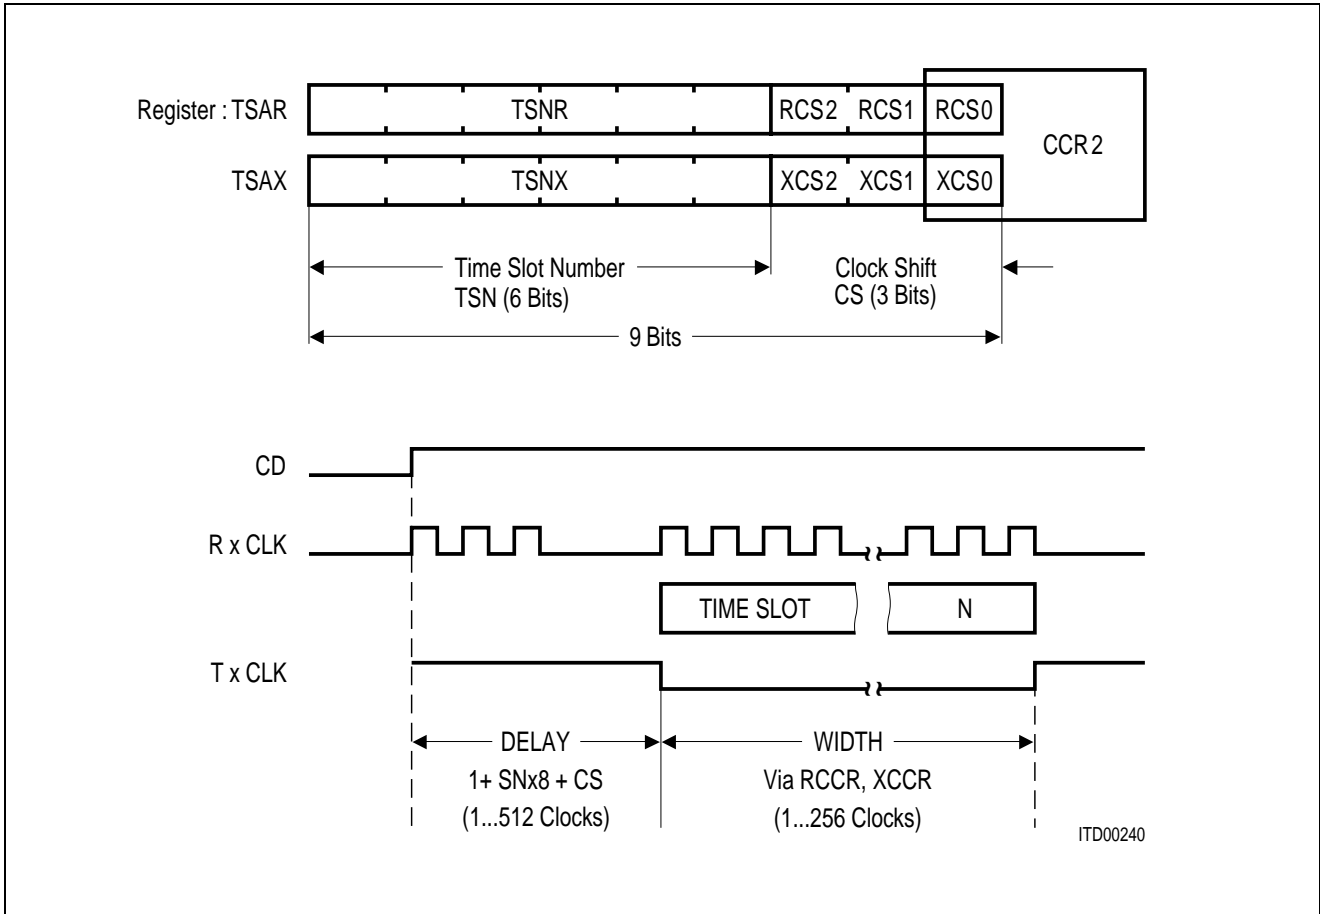 Register : TSAR TSNR RCS2 RCS1 RCS0
CCR2
TSAX TSNX XCS2 XCS1 XCS0
Time Slot Number
TSN (6 Bits)
Clock Shift
CS (3 Bits)
9 Bits
CD
R x CLK
TIME SLOT N
T x CLK
DELAY
1+ SNx8 + CS
(1...512 Clocks)
WIDTH
Via RCCR, XCCR
(1...256 Clocks)
ITD00240